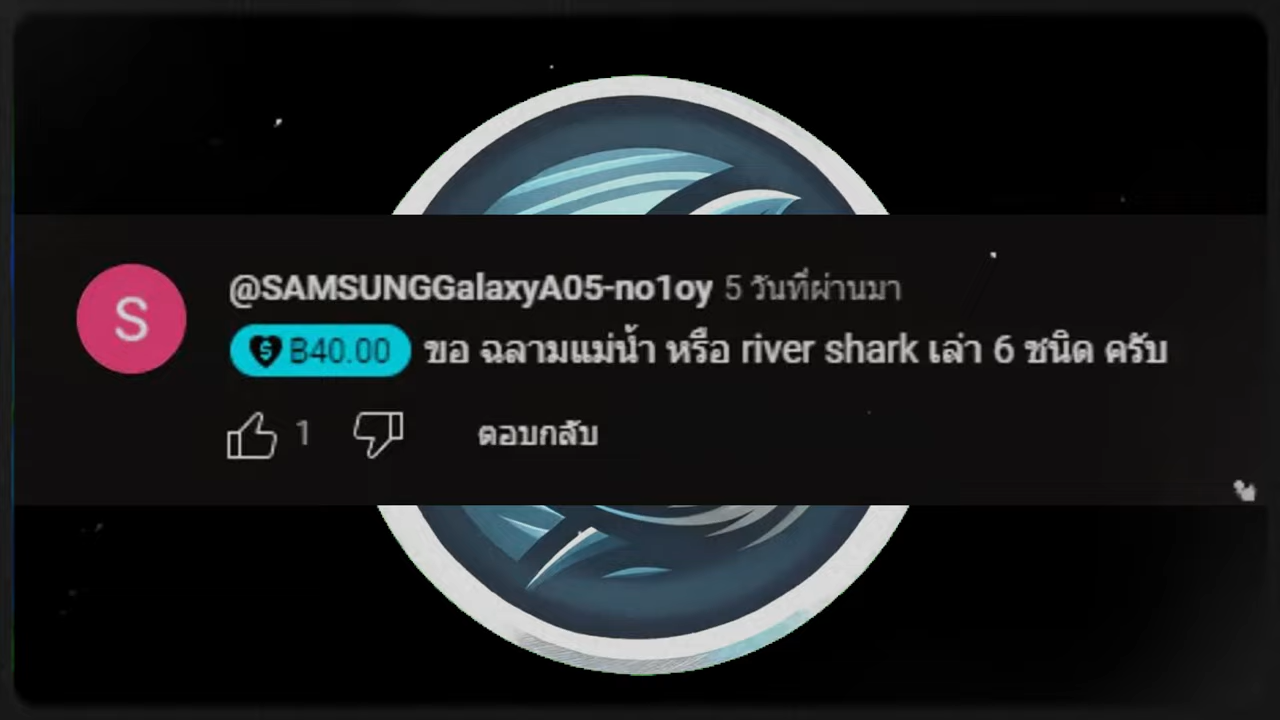 S
@SAMSUNGGalaxyA05-no1oy 5 วันที่ผ่านมา
฿40.00 ขอ ฉลามแม่น้ำ หรือ river shark เล่า 6 ชนิด ครับ
1 ตอบกลับ